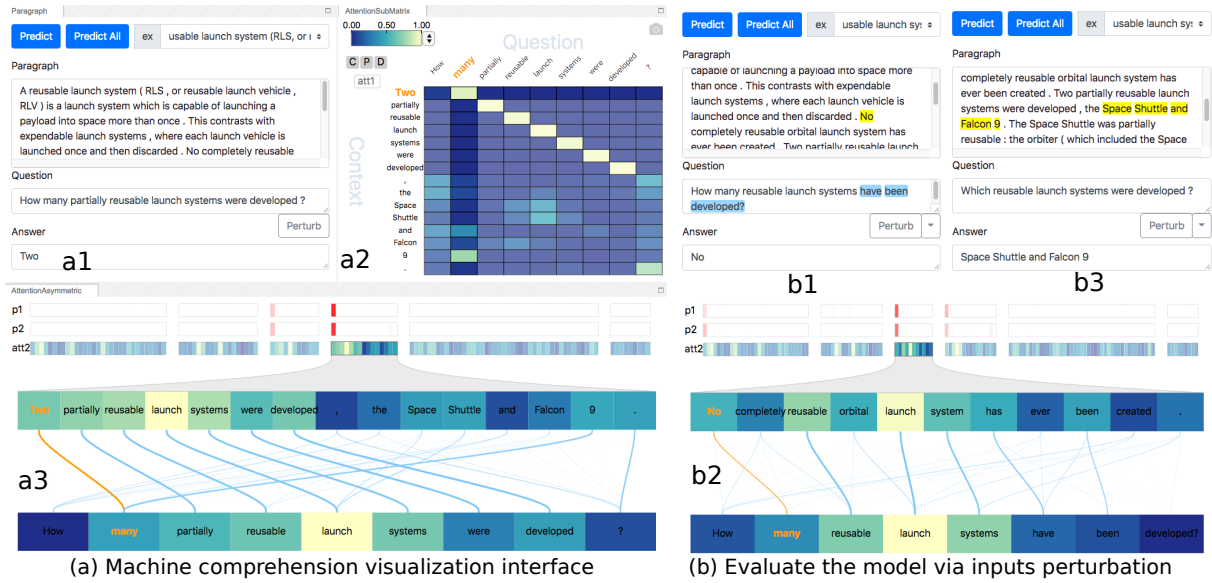 Paragraph
Predict Predict All ex usable launch system (RLS, or r
Paragraph
A reusable launch system ( RLS , or reusable launch vehicle ,
RLV ) is a launch system which is capable of launching a
payload into space more than once . This contrasts with
expendable launch systems , where each launch vehicle is
launched once and then discarded . No completely reusable
Question
How many partially reusable launch systems were developed ?
Answer
Perturb
Two
a1
AttentionSubMatrix
0.00 1.00
Question
C P D
att1
How many partially reusable launch systems were developed ?
Context
Two
partially
reusable
launch
systems
were
developed
,
the
Space
Shuttle
and
Falcon
9
.
a2
Predict Predict All ex usable launch sys
capable of launching a payload into space more
than once . This contrasts with expendable
launch systems , where each launch vehicle is
launched once and then discarded . No
completely reusable orbital launch system has
ever been created . Two partially reusable launch
Question
How many reusable launch systems have been
developed?
Answer
Perturb
No
b1
Predict Predict All ex usable launch sys
Paragraph
completely reusable orbital launch system has
ever been created . Two partially reusable launch
systems were developed , the Space Shuttle and
Falcon 9 . The Space Shuttle was partially
reusable : the orbiter ( which included the Space
Question
Which reusable launch systems were developed ?
Answer
Perturb
Space Shuttle and Falcon 9
b3
AttentionAsymmetric
p1
p2
att2
Two partially reusable launch systems were developed , the Space Shuttle and Falcon 9 .
a3
How many partially reusable launch systems were developed ?
(a) Machine comprehension visualization interface
p1
p2
att2
No completely reusable orbital launch system has ever been created .
b2
How many reusable launch systems have been developed?
(b) Evaluate the model via inputs perturbation